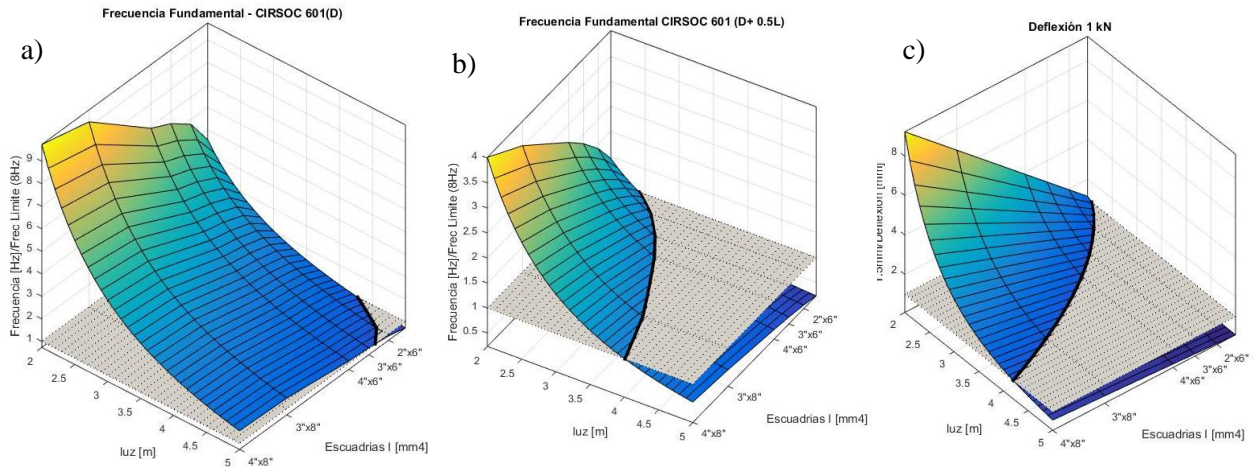 a)
Frecuencia Fundamental - CIRSOC 601(D)
Frecuencia [Hz]/Frec Limite (8Hz)
9
8
7
6
5
4
3
2
1
2
2.5
3
3.5
4
4.5
5
luz [m]
4"x8"
3"x8"
4"x6"
3"x6"
2"x6"
Escuadrias I [mm4]
b)
Frecuencia Fundamental CIRSOC 601 (D+ 0.5L)
Frecuencia [Hz]/Frec Limite (8Hz)
4
3.5
3
2.5
2
1.5
1
0.5
2
2.5
3
3.5
4
4.5
5
luz [m]
4"x8"
3"x8"
4"x6"
3"x6"
2"x6"
Escuadrias I [mm4]
c)
Deflexión 1 kN
8
6
4
2
2
2.5
3
3.5
4
4.5
5
luz [m]
4"x8"
3"x8"
4"x6"
3"x6"
2"x6"
Escuadrias I [mm4]